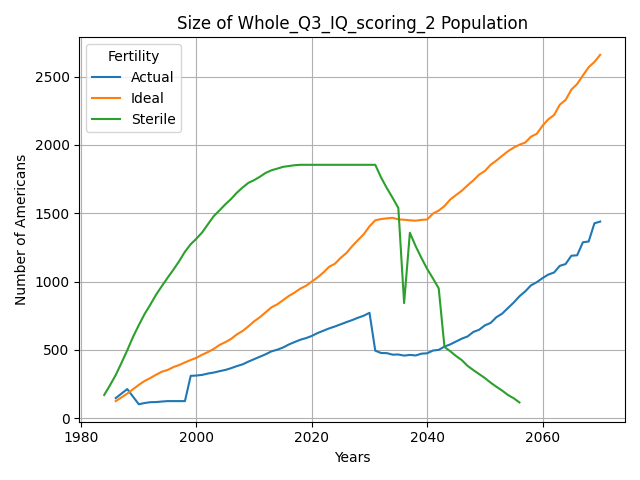 Size of Whole_Q3_IQ_scoring_2 Population
Fertility
Actual
Ideal
Sterile
Number of Americans
2500
2000
1500
1000
500
0
1980
2000
2020
2040
2060
Years